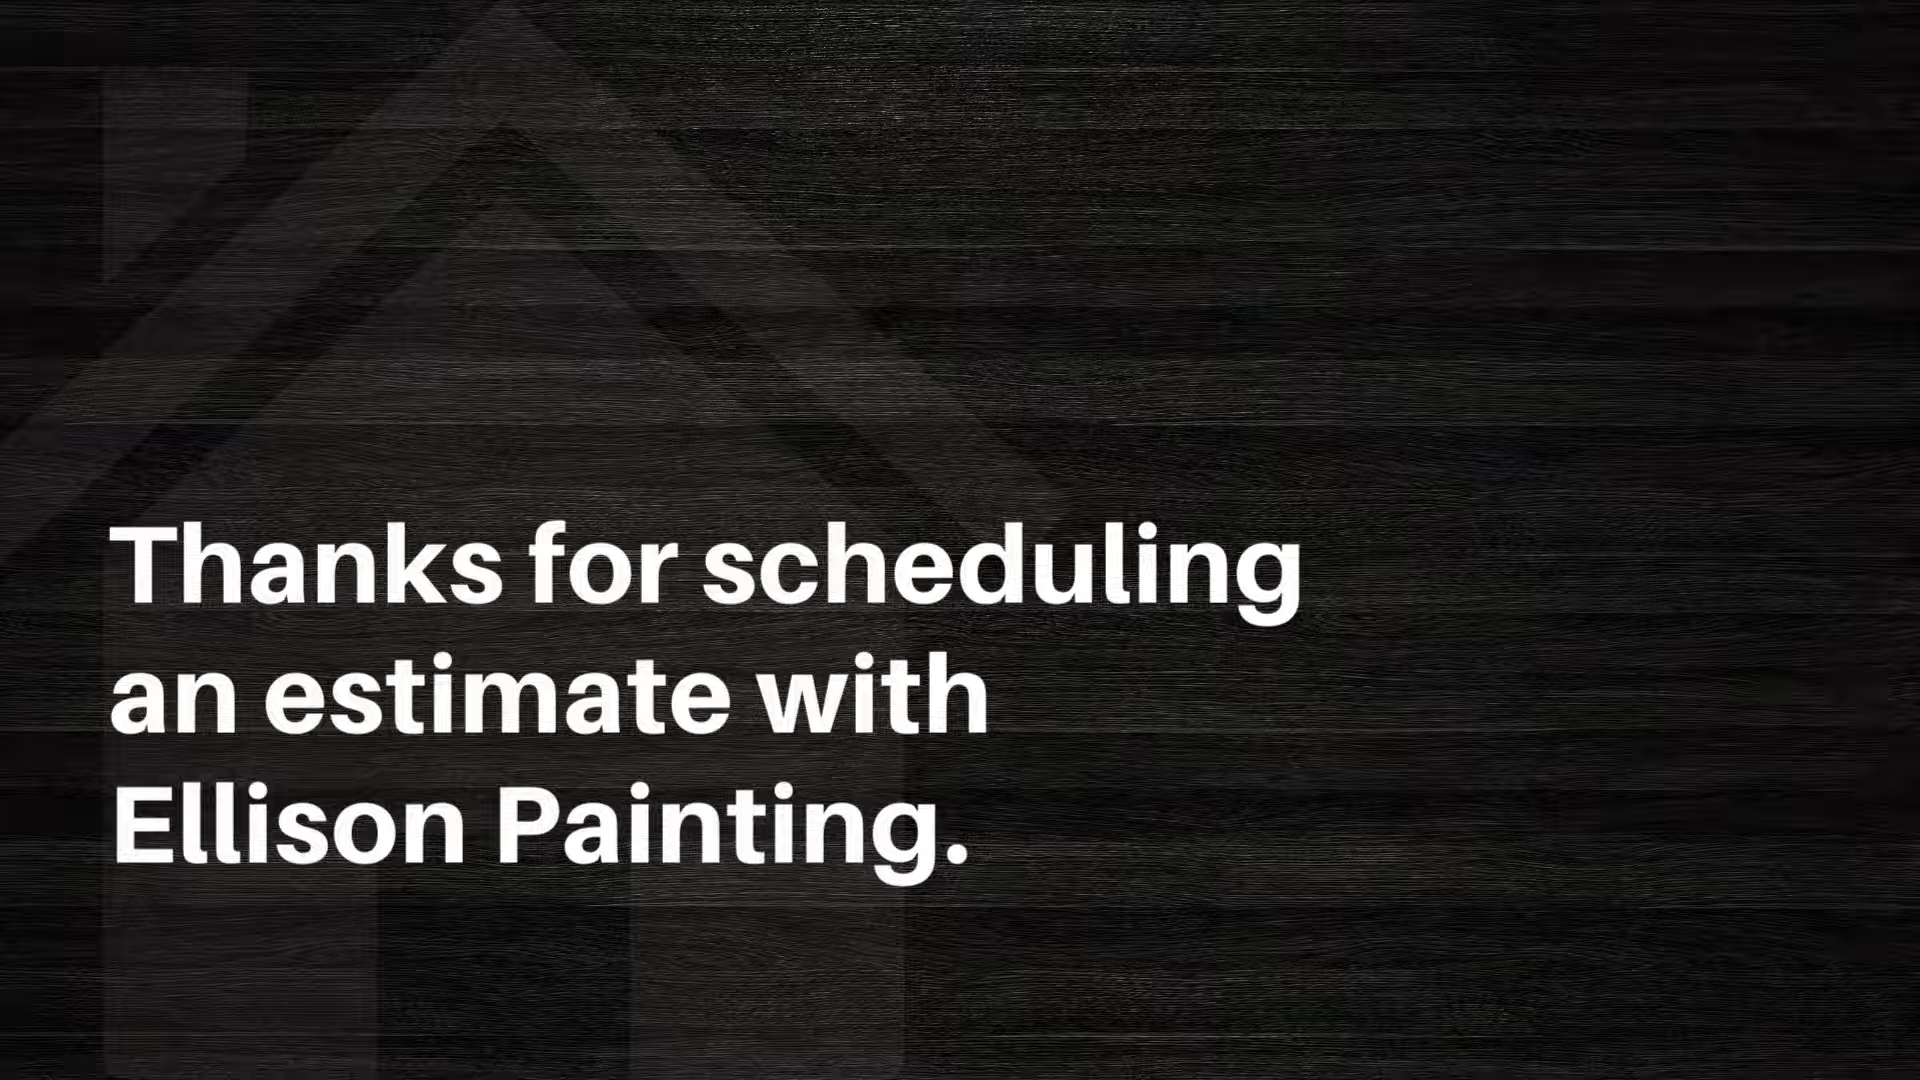 Thanks for scheduling
an estimate with
Ellison Painting.